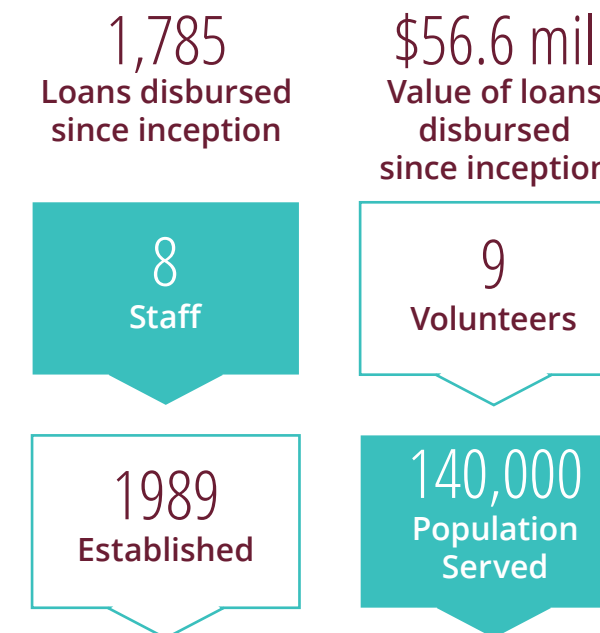 1,785
Loans disbursed
since inception
$56.6 mil
Value of loans
disbursed
since inception
8
Staff
9
Volunteers
1989
Established
140,000
Population
Served